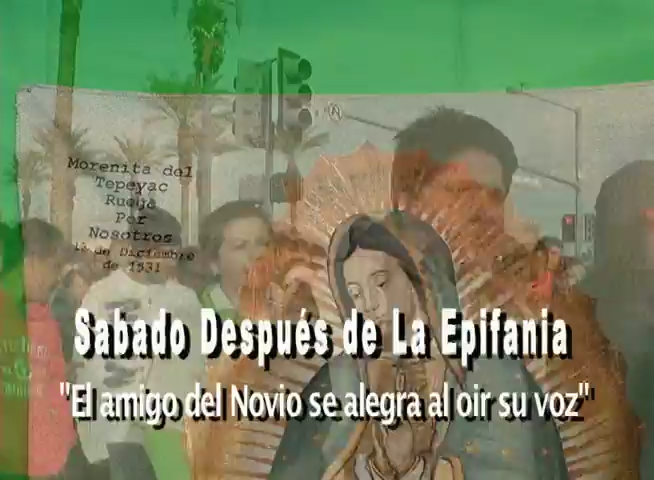 Morenita del
Tepeyac
Ruega
Por
Nosotros
12 de Diciembre
de 1531
Sabado Después de La Epifania
"El amigo del Novio se alegra al oir su voz"